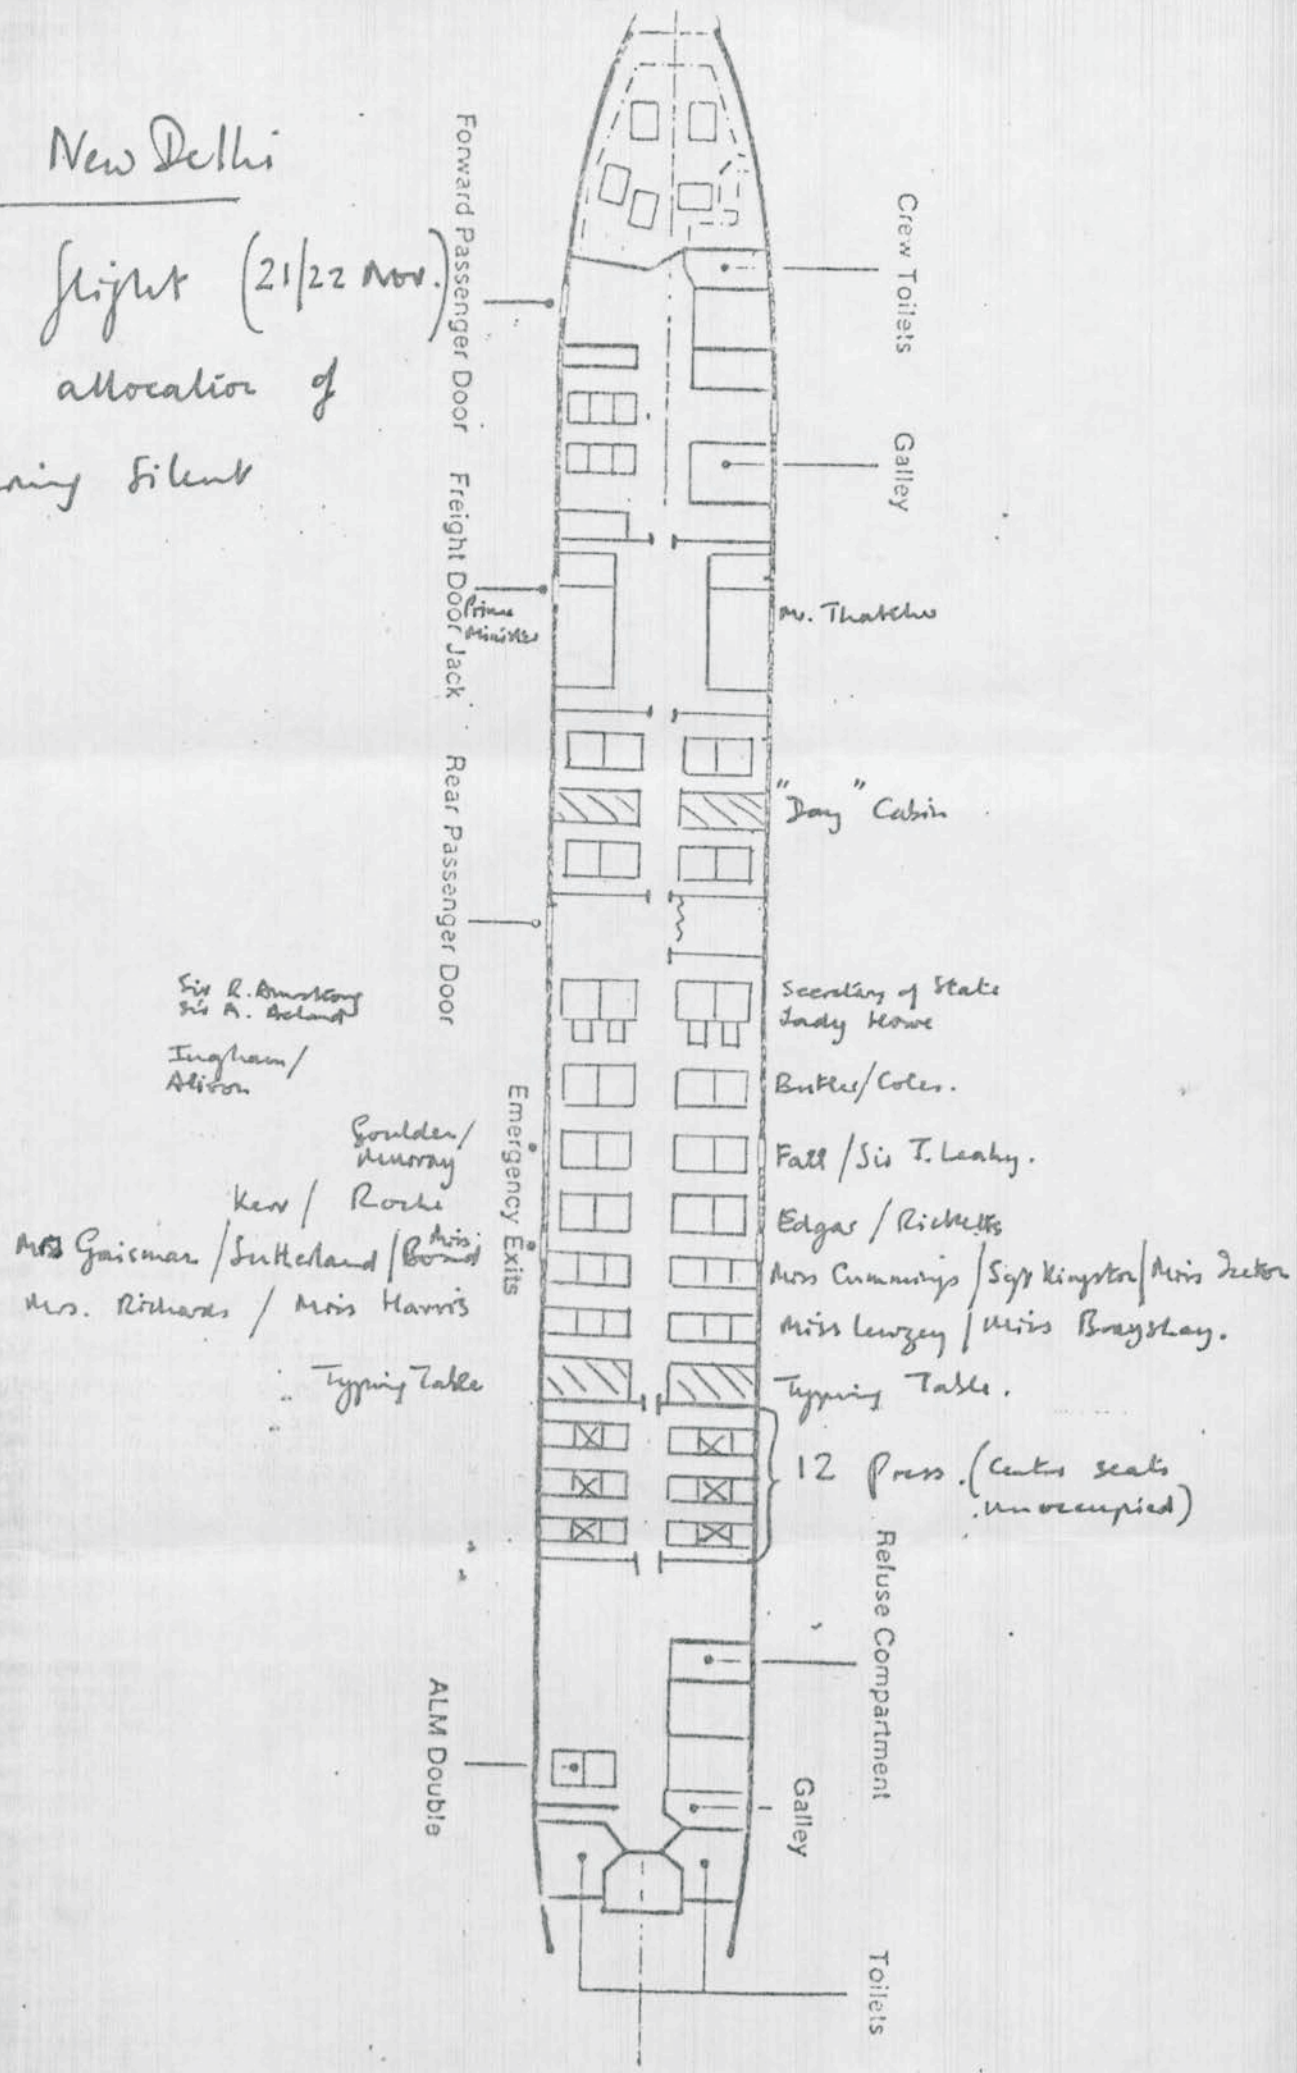 New Delhi
flight (21/22 Nov.)
allocation of
Silent
Forward Passenger Door
Freight Door Jack
Rear Passenger Door
Emergency Exits
ALM Double
Crew Toilets
Galley
Prime
Minister
Mr. Thatcher
"Day" Cabin
Sir R. Armstrong
Sir A. Acland
Secretary of State
Lady Howe
Ingham/
Alison
Butler/Coles.
Goulden/
Murray
Fall / Sir J. Leahy.
Kerr / Roche
Edgar / Ricketts
Mrs Gaisman / Sutherland / Miss Bond
Miss Cummings / Sgt Kingston / Miss
Mrs. Richards / Miss Harris
Miss Lewzey / Miss Brayshay.
Typing Table
Typing Table.
12 Press. (Centre seats
unoccupied)
Refuse Compartment
Galley
Toilets